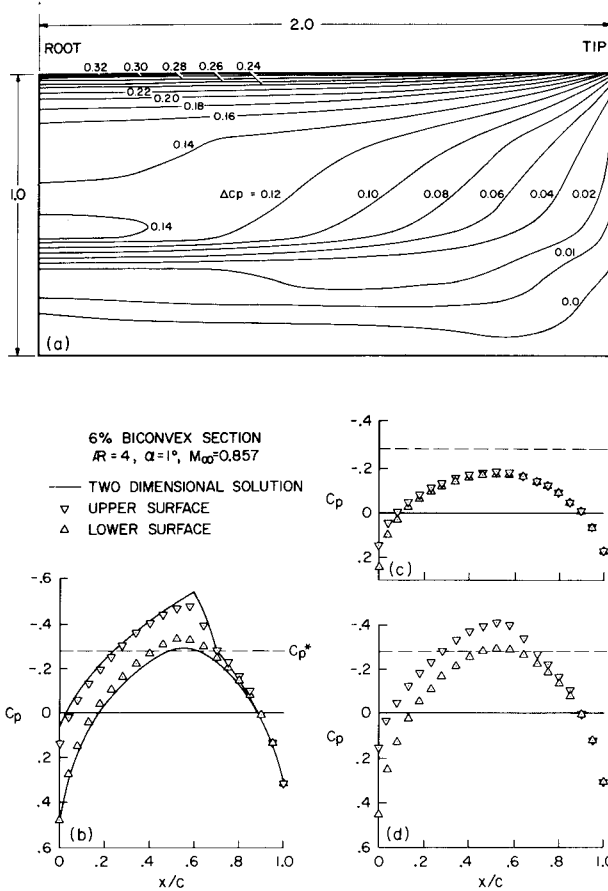 2.0
ROOT
TIP
0.32 0.30 0.28 0.26 0.24
0.22
0.20
0.18
0.16
0.14
1.0
ΔCp = 0.12 0.10 0.08 0.06 0.04 0.02
0.14
0.01
0.0
(a)
6% BICONVEX SECTION
AR=4, α=1°, M∞=0.857
TWO DIMENSIONAL SOLUTION
UPPER SURFACE
LOWER SURFACE
-.4
-.2
Cp 0
.2
(c)
-.6
-.4
-.2
Cp*
Cp 0
.2
.4
.6
(b)
0 .2 .4 .6 .8 1.0
x/c
-.4
-.2
0
Cp
.2
.4
.6
(d)
0 .2 .4 .6 .8 1.0
x/c